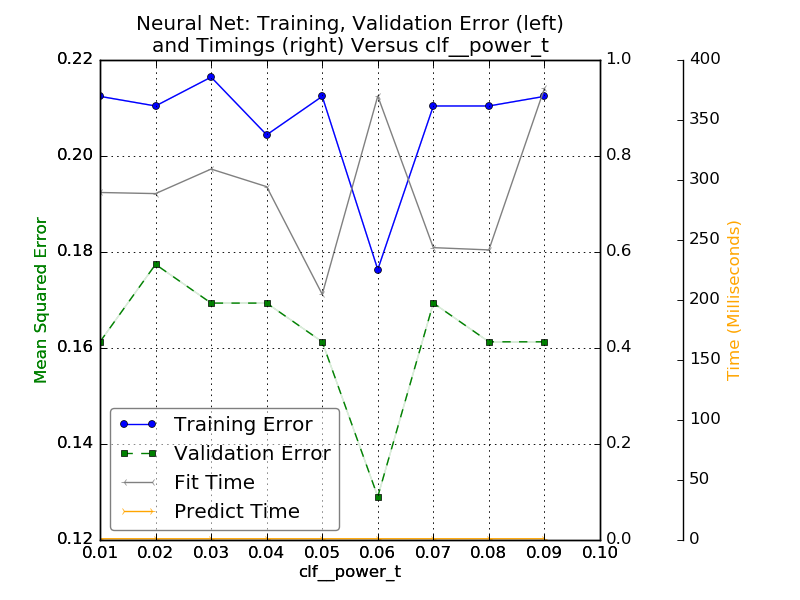 Neural Net: Training, Validation Error (left)
and Timings (right) Versus clf__power_t
0.22
0.20
0.18
0.16
0.14
0.12
Mean Squared Error
Training Error
Validation Error
Fit Time
Predict Time
0.01 0.02 0.03 0.04 0.05 0.06 0.07 0.08 0.09 0.10
clf__power_t
1.0
0.8
0.6
0.4
0.2
0.0
400
350
300
250
200
150
100
50
0
Time (Milliseconds)